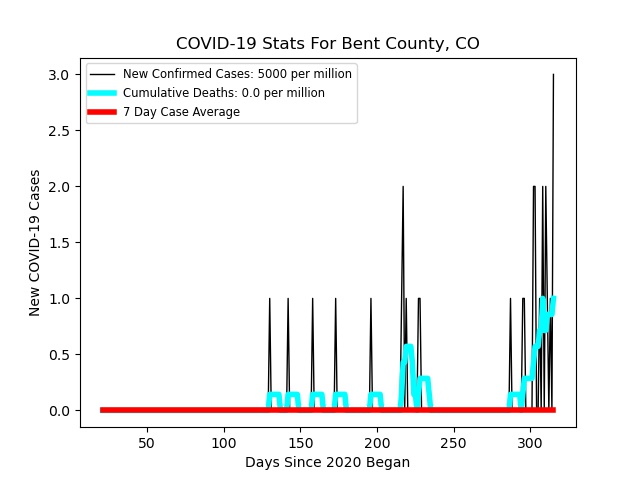 COVID-19 Stats For Bent County, CO
New Confirmed Cases: 5000 per million
Cumulative Deaths: 0.0 per million
7 Day Case Average
New COVID-19 Cases
3.0
2.5
2.0
1.5
1.0
0.5
0.0
50 100 150 200 250 300
Days Since 2020 Began